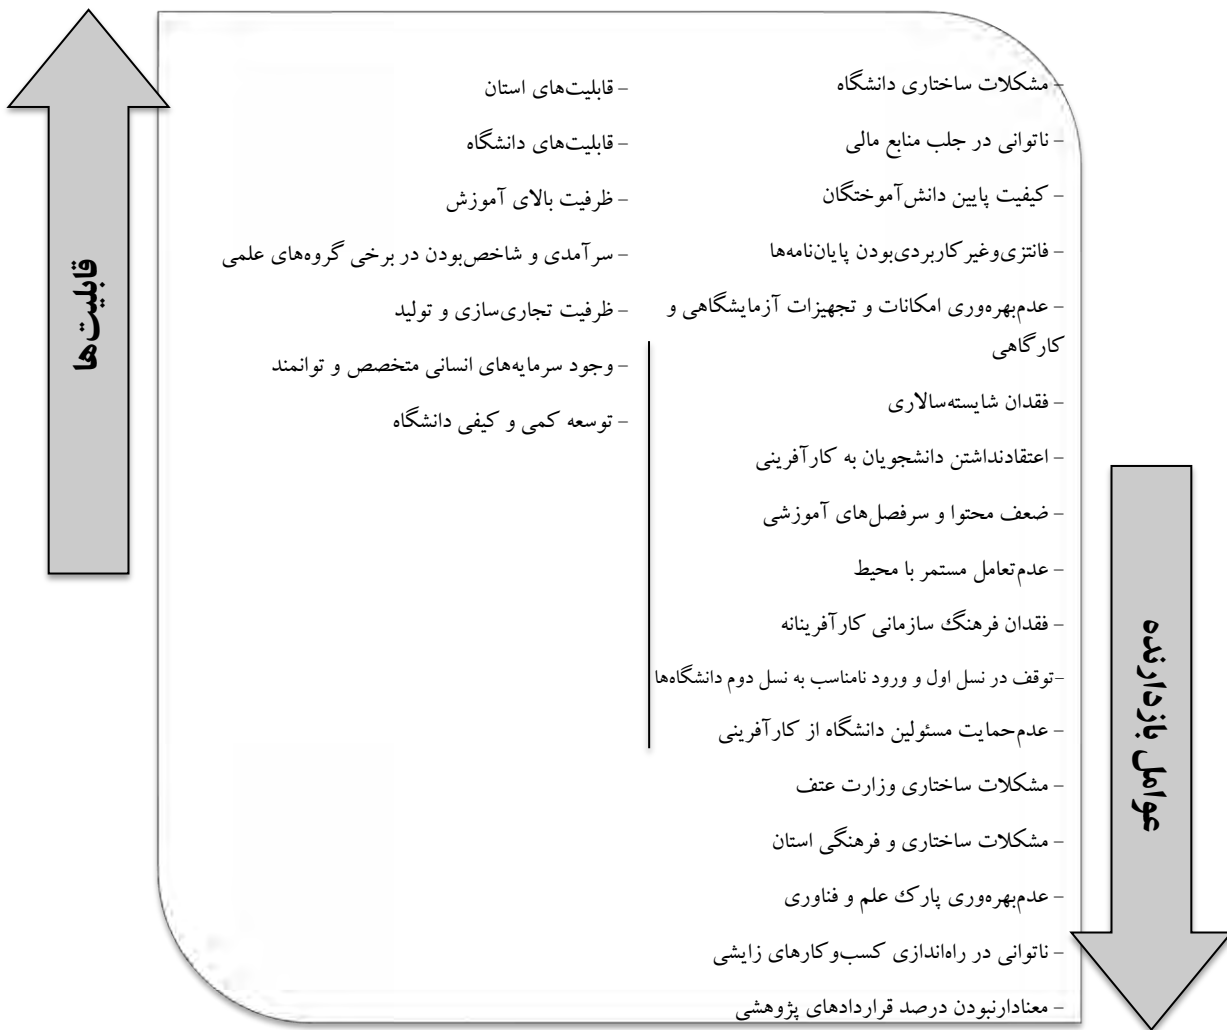 – مشکلات ساختاری دانشگاه
– ناتوانی در جلب منابع مالی
– کیفیت پایین دانش‌آموختگان
– فانتزی‌وغیرکاربردی‌بودن پایان‌نامه‌ها
– عدم‌بهره‌وری امکانات و تجهیزات آزمایشگاهی و
کارگاهی
– فقدان شایسته‌سالاری
– اعتقادنداشتن دانشجویان به کارآفرینی
– ضعف محتوا و سرفصل‌های آموزشی
– عدم‌تعامل مستمر با محیط
– فقدان فرهنگ سازمانی کارآفرینانه
–توقف در نسل اول و ورود نامناسب به نسل دوم دانشگاه‌ها
– عدم‌حمایت مسئولین دانشگاه از کارآفرینی
– مشکلات ساختاری وزارت عتف
– مشکلات ساختاری و فرهنگی استان
– عدم‌بهره‌وری پارک علم و فناوری
– ناتوانی در راه‌اندازی کسب‌وکارهای زایشی
– معنادارنبودن درصد قراردادهای پژوهشی
عوامل بازدارنده
– قابلیت‌های استان
– قابلیت‌های دانشگاه
– ظرفیت بالای آموزش
– سرآمدی و شاخص‌بودن در برخی گروه‌های علمی
– ظرفیت تجاری‌سازی و تولید
– وجود سرمایه‌های انسانی متخصص و توانمند
– توسعه کمی و کیفی دانشگاه
قابلیت‌ها